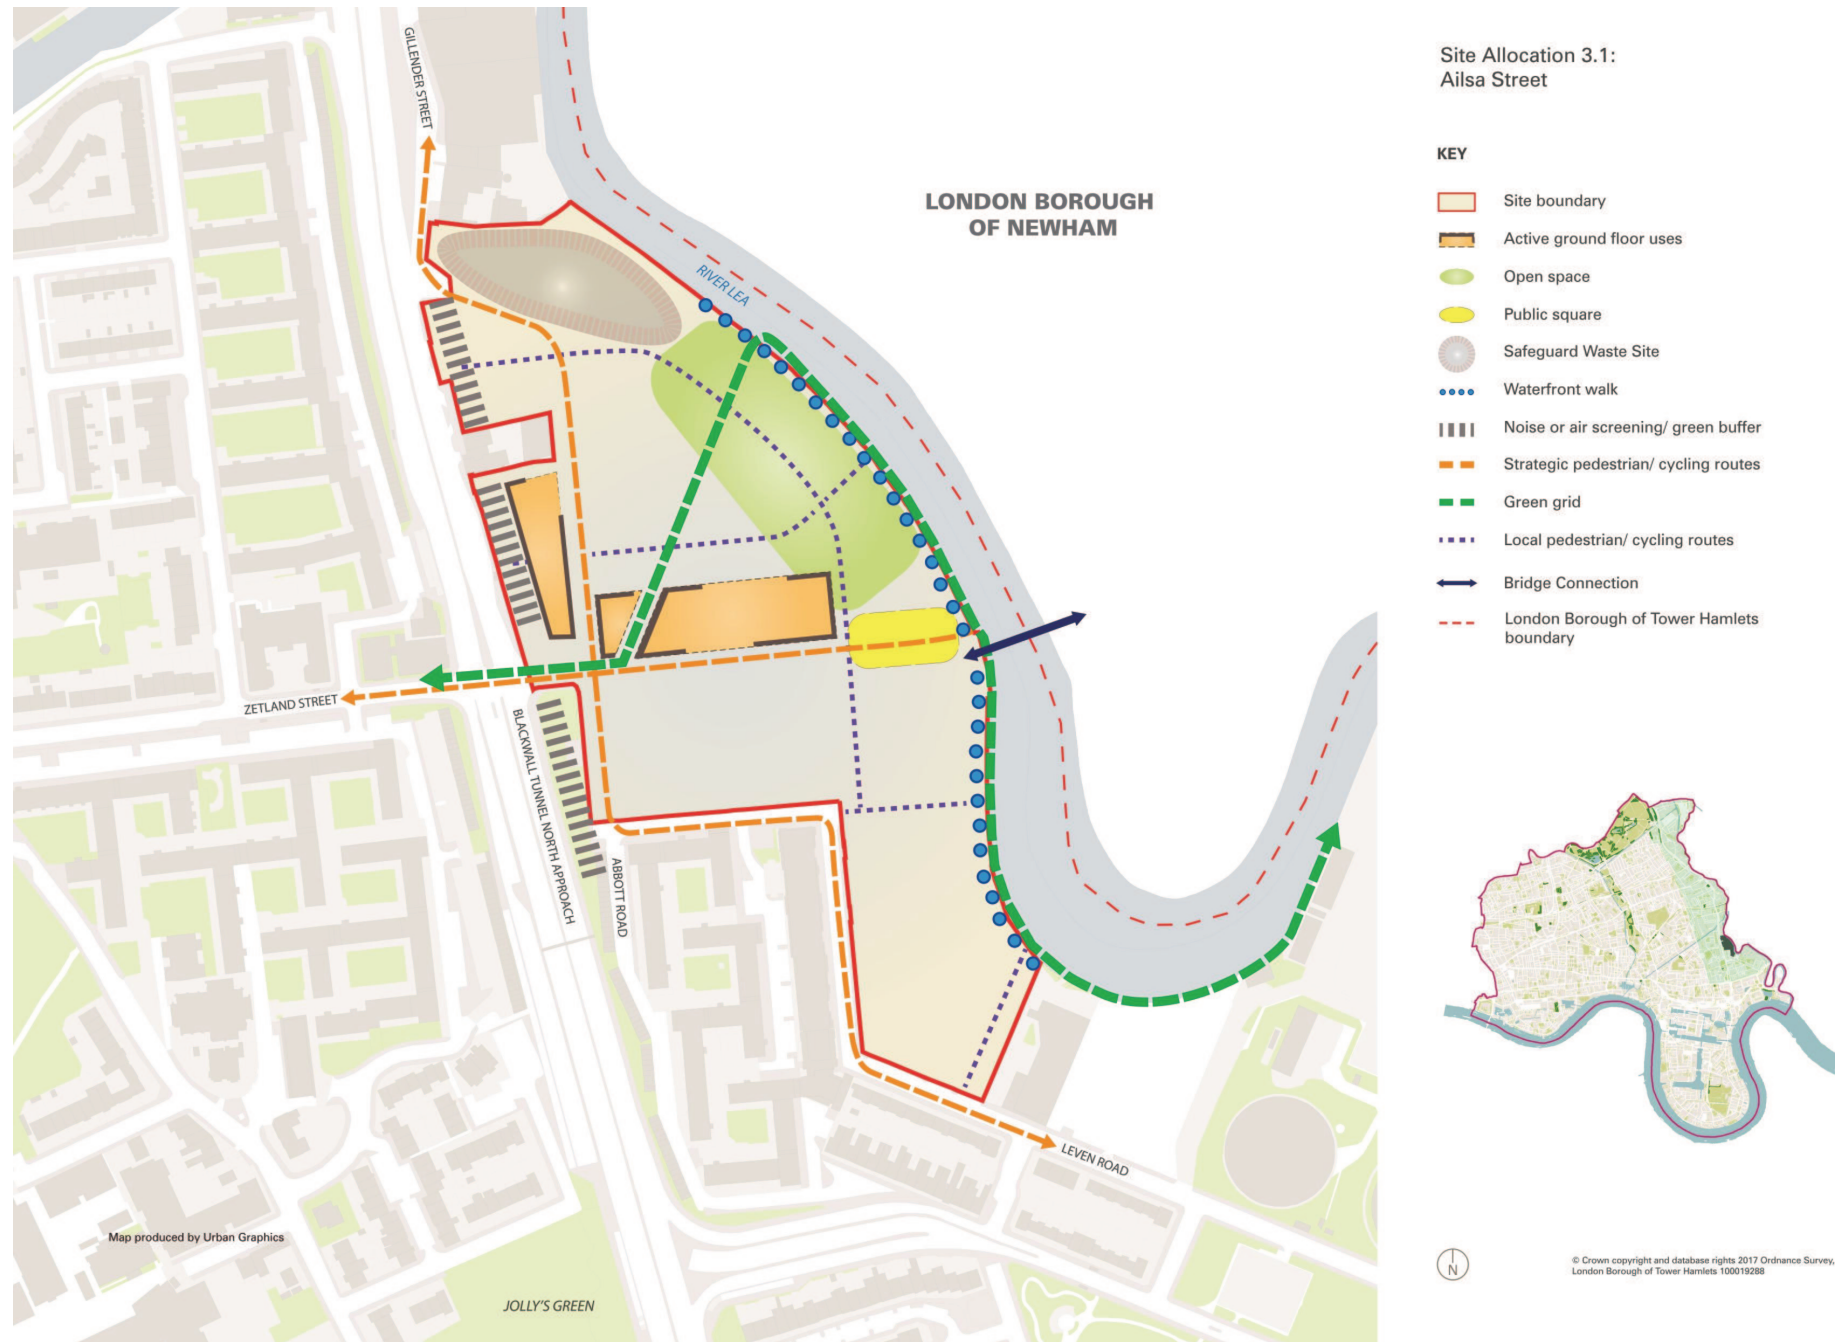 GILLENDER STREET
LONDON BOROUGH
OF NEWHAM
RIVER LEA
ZETLAND STREET
BLACKWALL TUNNEL NORTH APPROACH
ABBOTT ROAD
LEVEN ROAD
JOLLY'S GREEN
Map produced by Urban Graphics
Site Allocation 3.1:
Ailsa Street
KEY
Site boundary
Active ground floor uses
Open space
Public square
Safeguard Waste Site
Waterfront walk
Noise or air screening/ green buffer
Strategic pedestrian/ cycling routes
Green grid
Local pedestrian/ cycling routes
Bridge Connection
London Borough of Tower Hamlets
boundary
N
© Crown copyright and database rights 2017 Ordnance Survey,
London Borough of Tower Hamlets 100019288